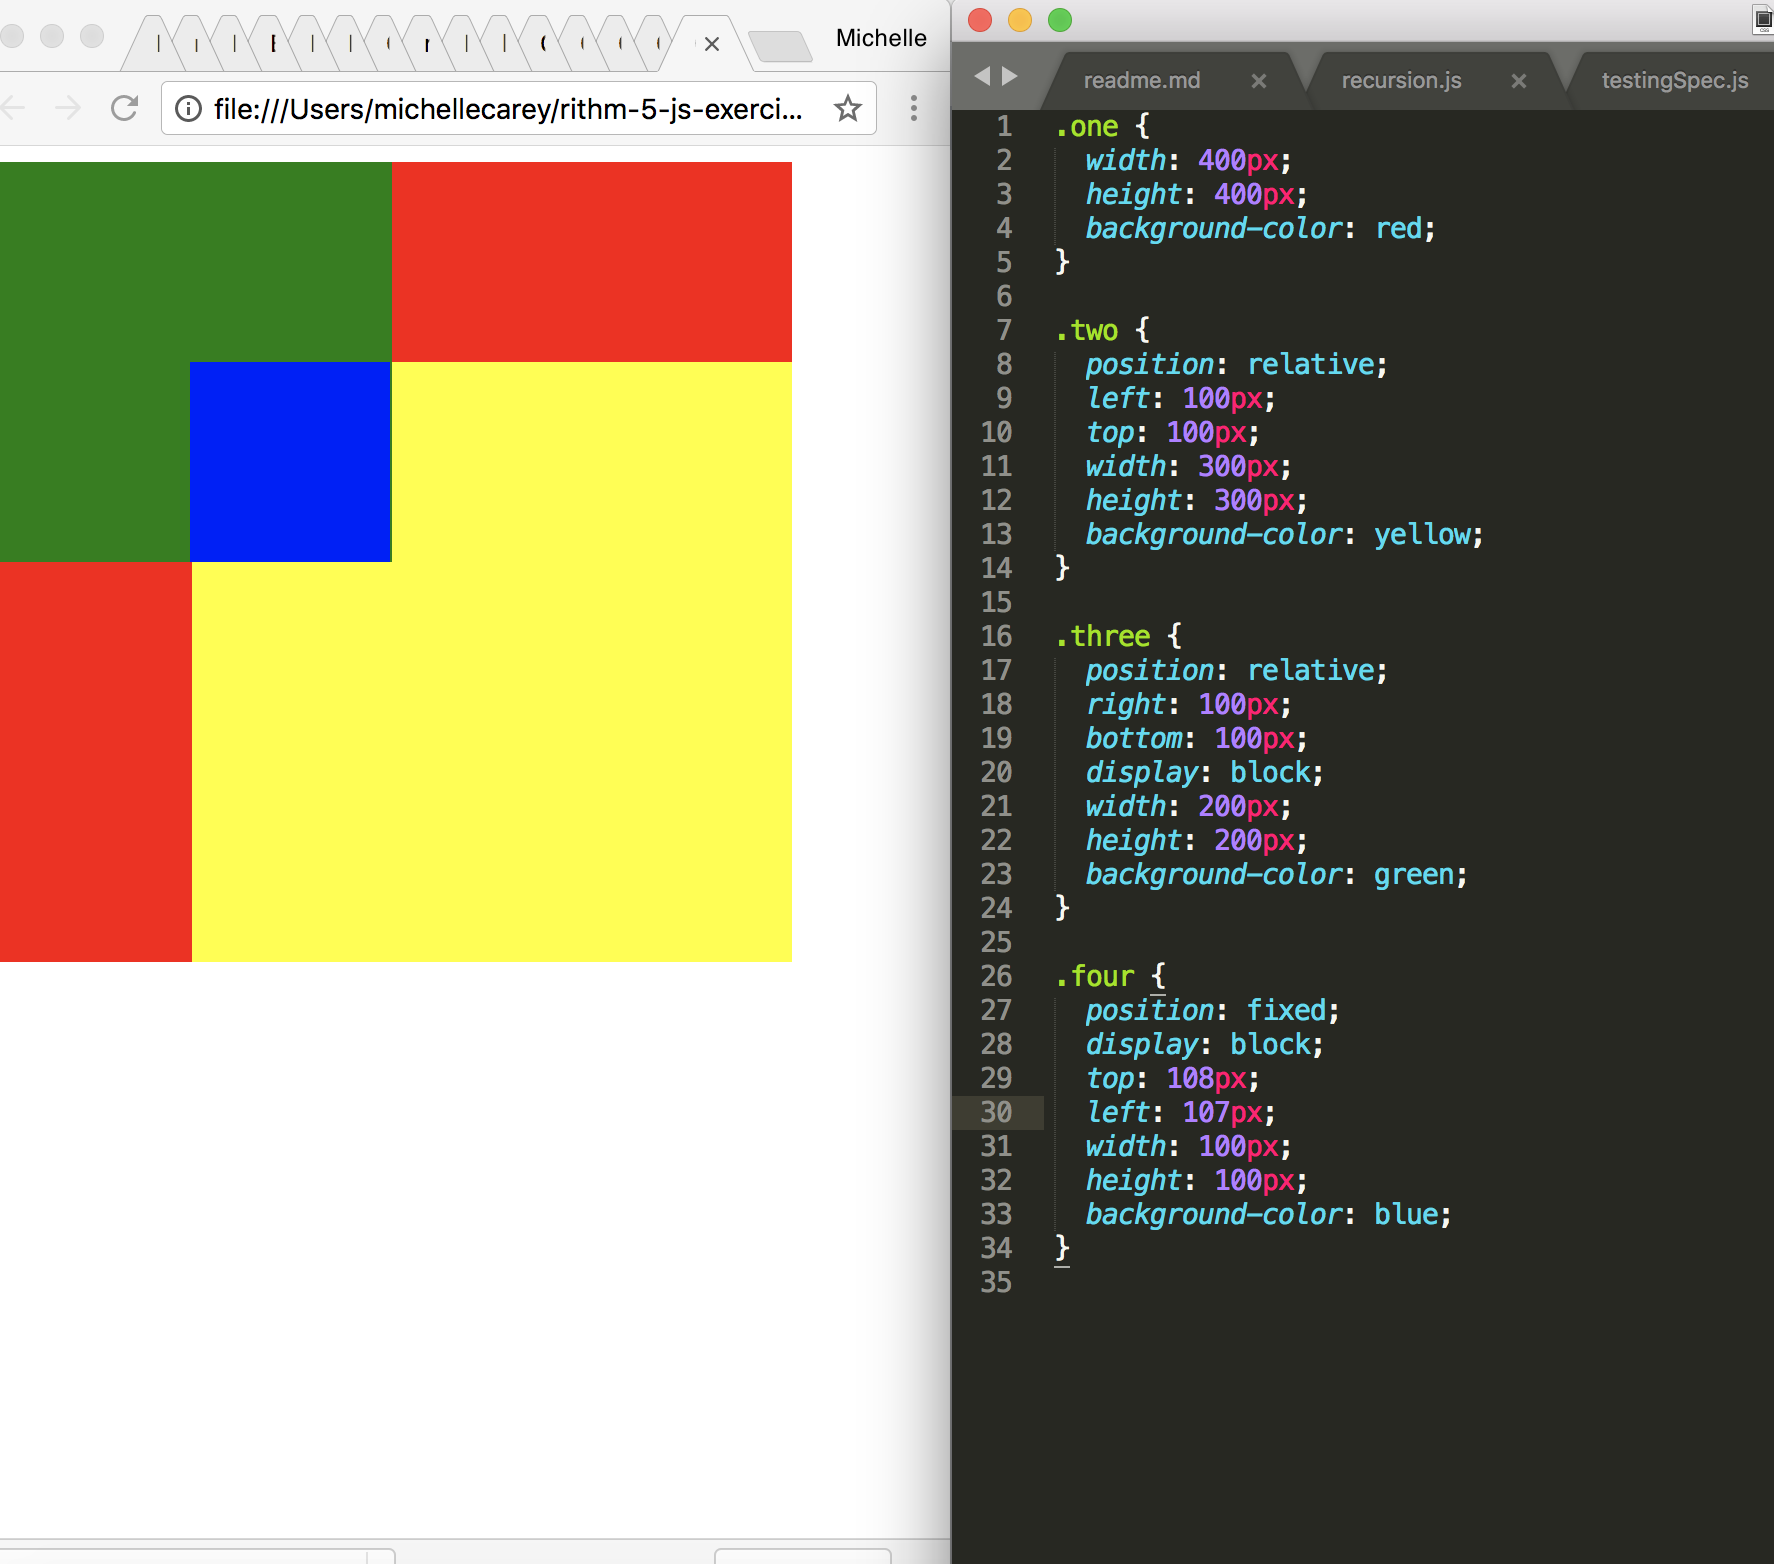 Michelle
file:///Users/michellecarey/rithm-5-js-exerci...
readme.md
recursion.js
testingSpec.js
1 .one {
2 width: 400px;
3 height: 400px;
4 background-color: red;
5 }
6
7 .two {
8 position: relative;
9 left: 100px;
10 top: 100px;
11 width: 300px;
12 height: 300px;
13 background-color: yellow;
14 }
15
16 .three {
17 position: relative;
18 right: 100px;
19 bottom: 100px;
20 display: block;
21 width: 200px;
22 height: 200px;
23 background-color: green;
24 }
25
26 .four {
27 position: fixed;
28 display: block;
29 top: 108px;
30 left: 107px;
31 width: 100px;
32 height: 100px;
33 background-color: blue;
34 }
35